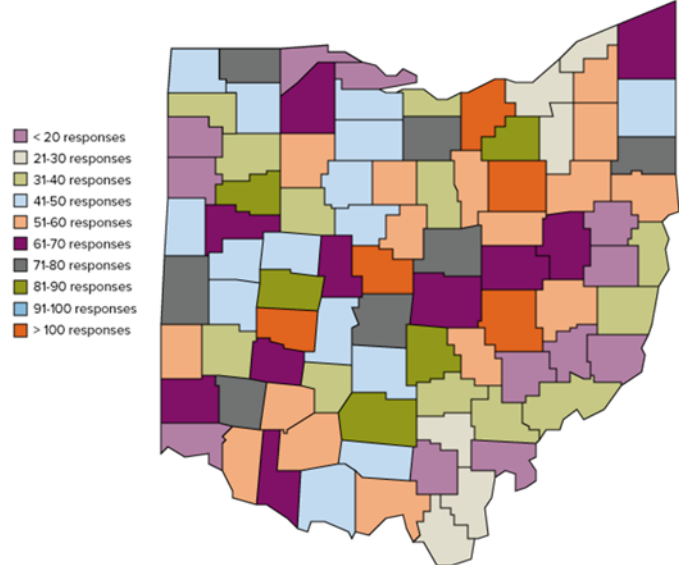 < 20 responses
21-30 responses
31-40 responses
41-50 responses
51-60 responses
61-70 responses
71-80 responses
81-90 responses
91-100 responses
> 100 responses